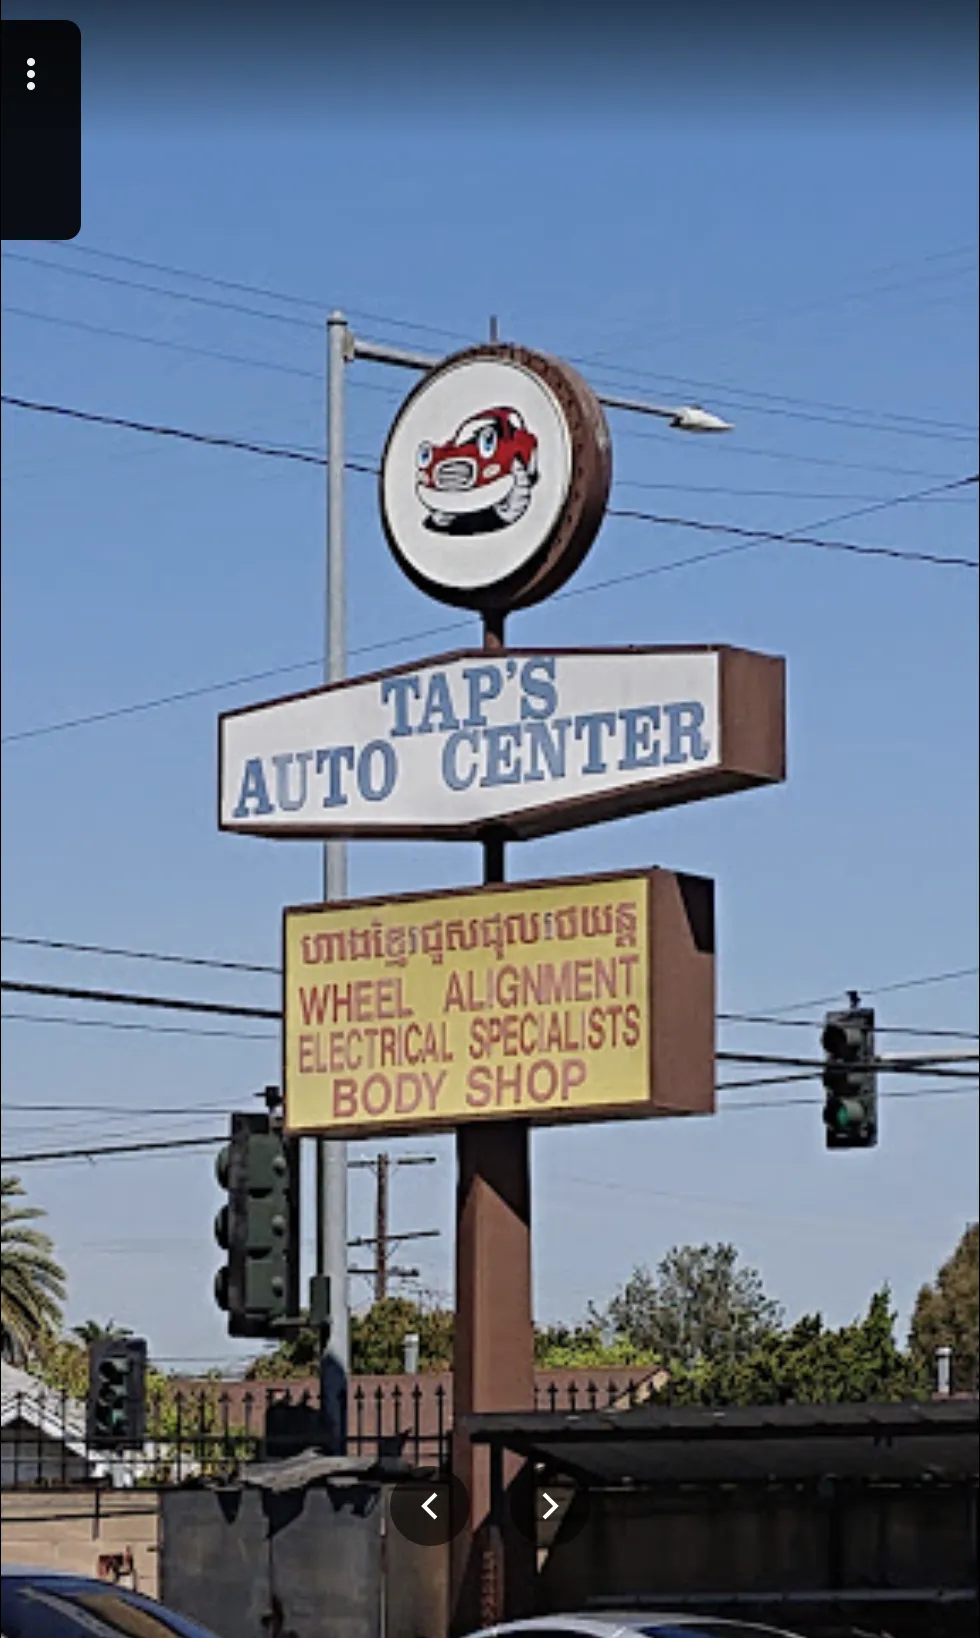 TAP'S
AUTO CENTER
ហាងខ្មែរជួសជុលរថយន្ត
WHEEL ALIGNMENT
ELECTRICAL SPECIALISTS
BODY SHOP